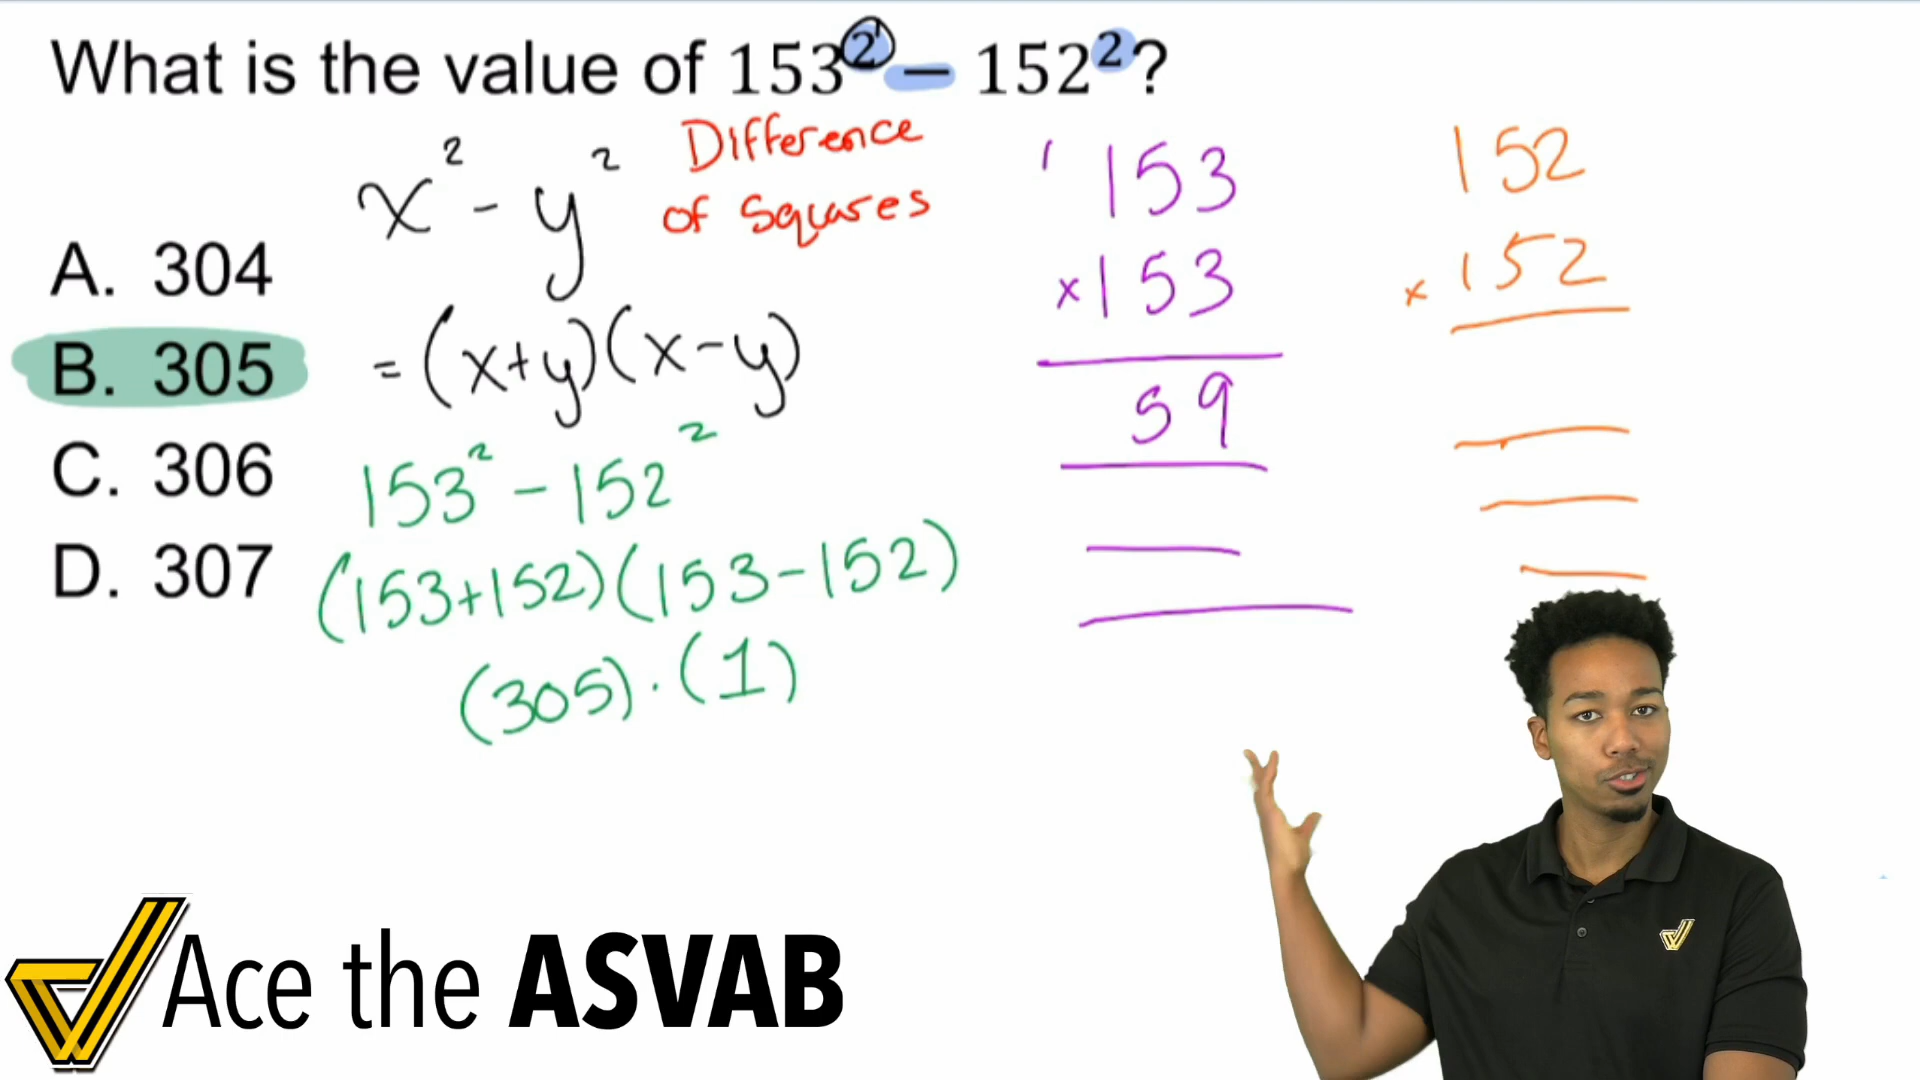 What is the value of 153² − 152²?
x² - y²
Difference
of Squares
A. 304
B. 305
C. 306
D. 307
= (x+y)(x-y)
153² - 152²
(153+152)(153-152)
(305) · (1)
1 153
×153
59
152
×152
Ace the ASVAB